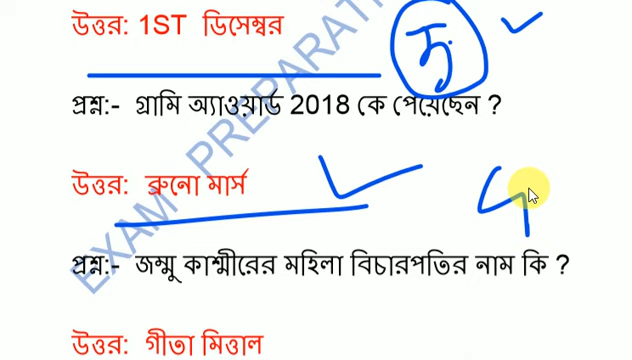 উত্তর: 1ST ডিসেম্বর
প্রশ্ন:- গ্রামি অ্যাওয়ার্ড 2018 কে পেয়েছেন ?
উত্তর: ব্রুনো মার্স
প্রশ্ন:- জম্মু কাশ্মীরের মহিলা বিচারপতির নাম কি ?
উত্তর: গীতা মিত্তাল
EXAM PREPARATI